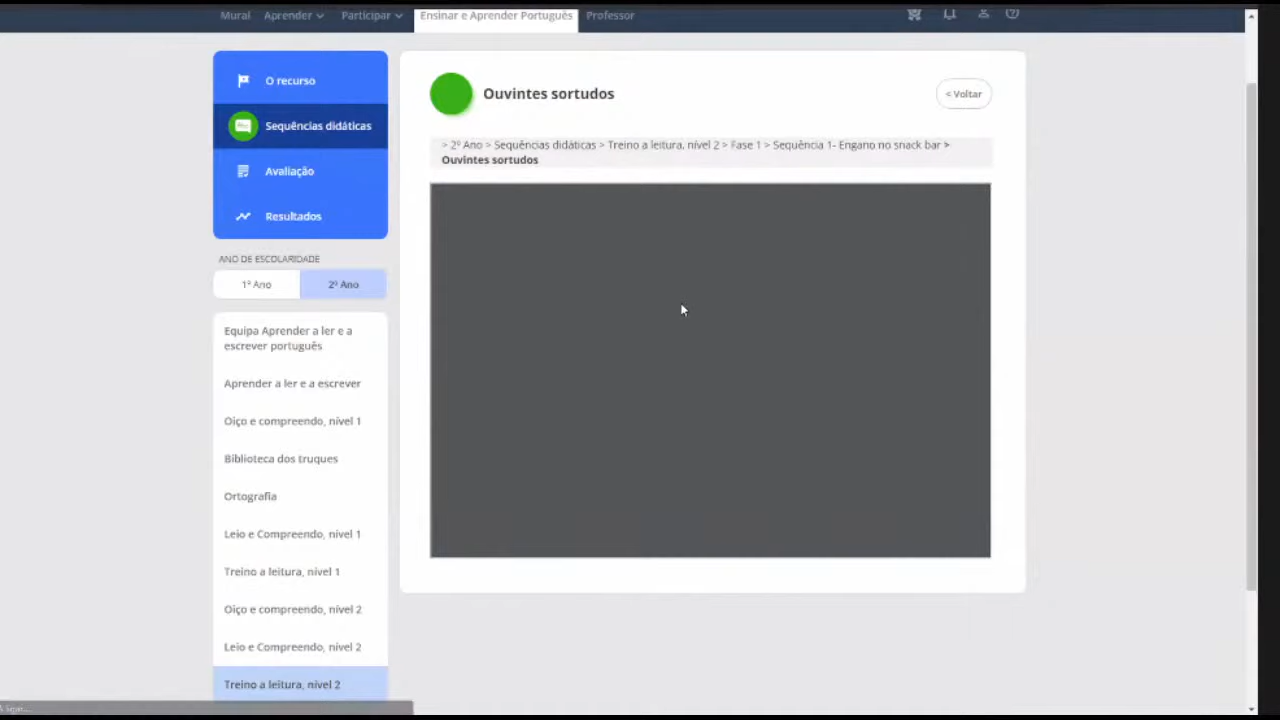 Mural Aprender Participar Ensinar e Aprender Português Professor
O recurso
Sequências didáticas
Avaliação
Resultados
ANO DE ESCOLARIDADE
1º Ano 2º Ano
Equipa Aprender a ler e a
escrever português
Aprender a ler e a escrever
Oiço e compreendo, nível 1
Biblioteca dos truques
Ortografia
Leio e Compreendo, nível 1
Treino a leitura, nível 1
Oiço e compreendo, nível 2
Leio e Compreendo, nível 2
Treino a leitura, nível 2
Ouvintes sortudos
< Voltar
> 2º Ano > Sequências didáticas > Treino a leitura, nível 2 > Fase 1 > Sequência 1- Engano no snack bar >
Ouvintes sortudos